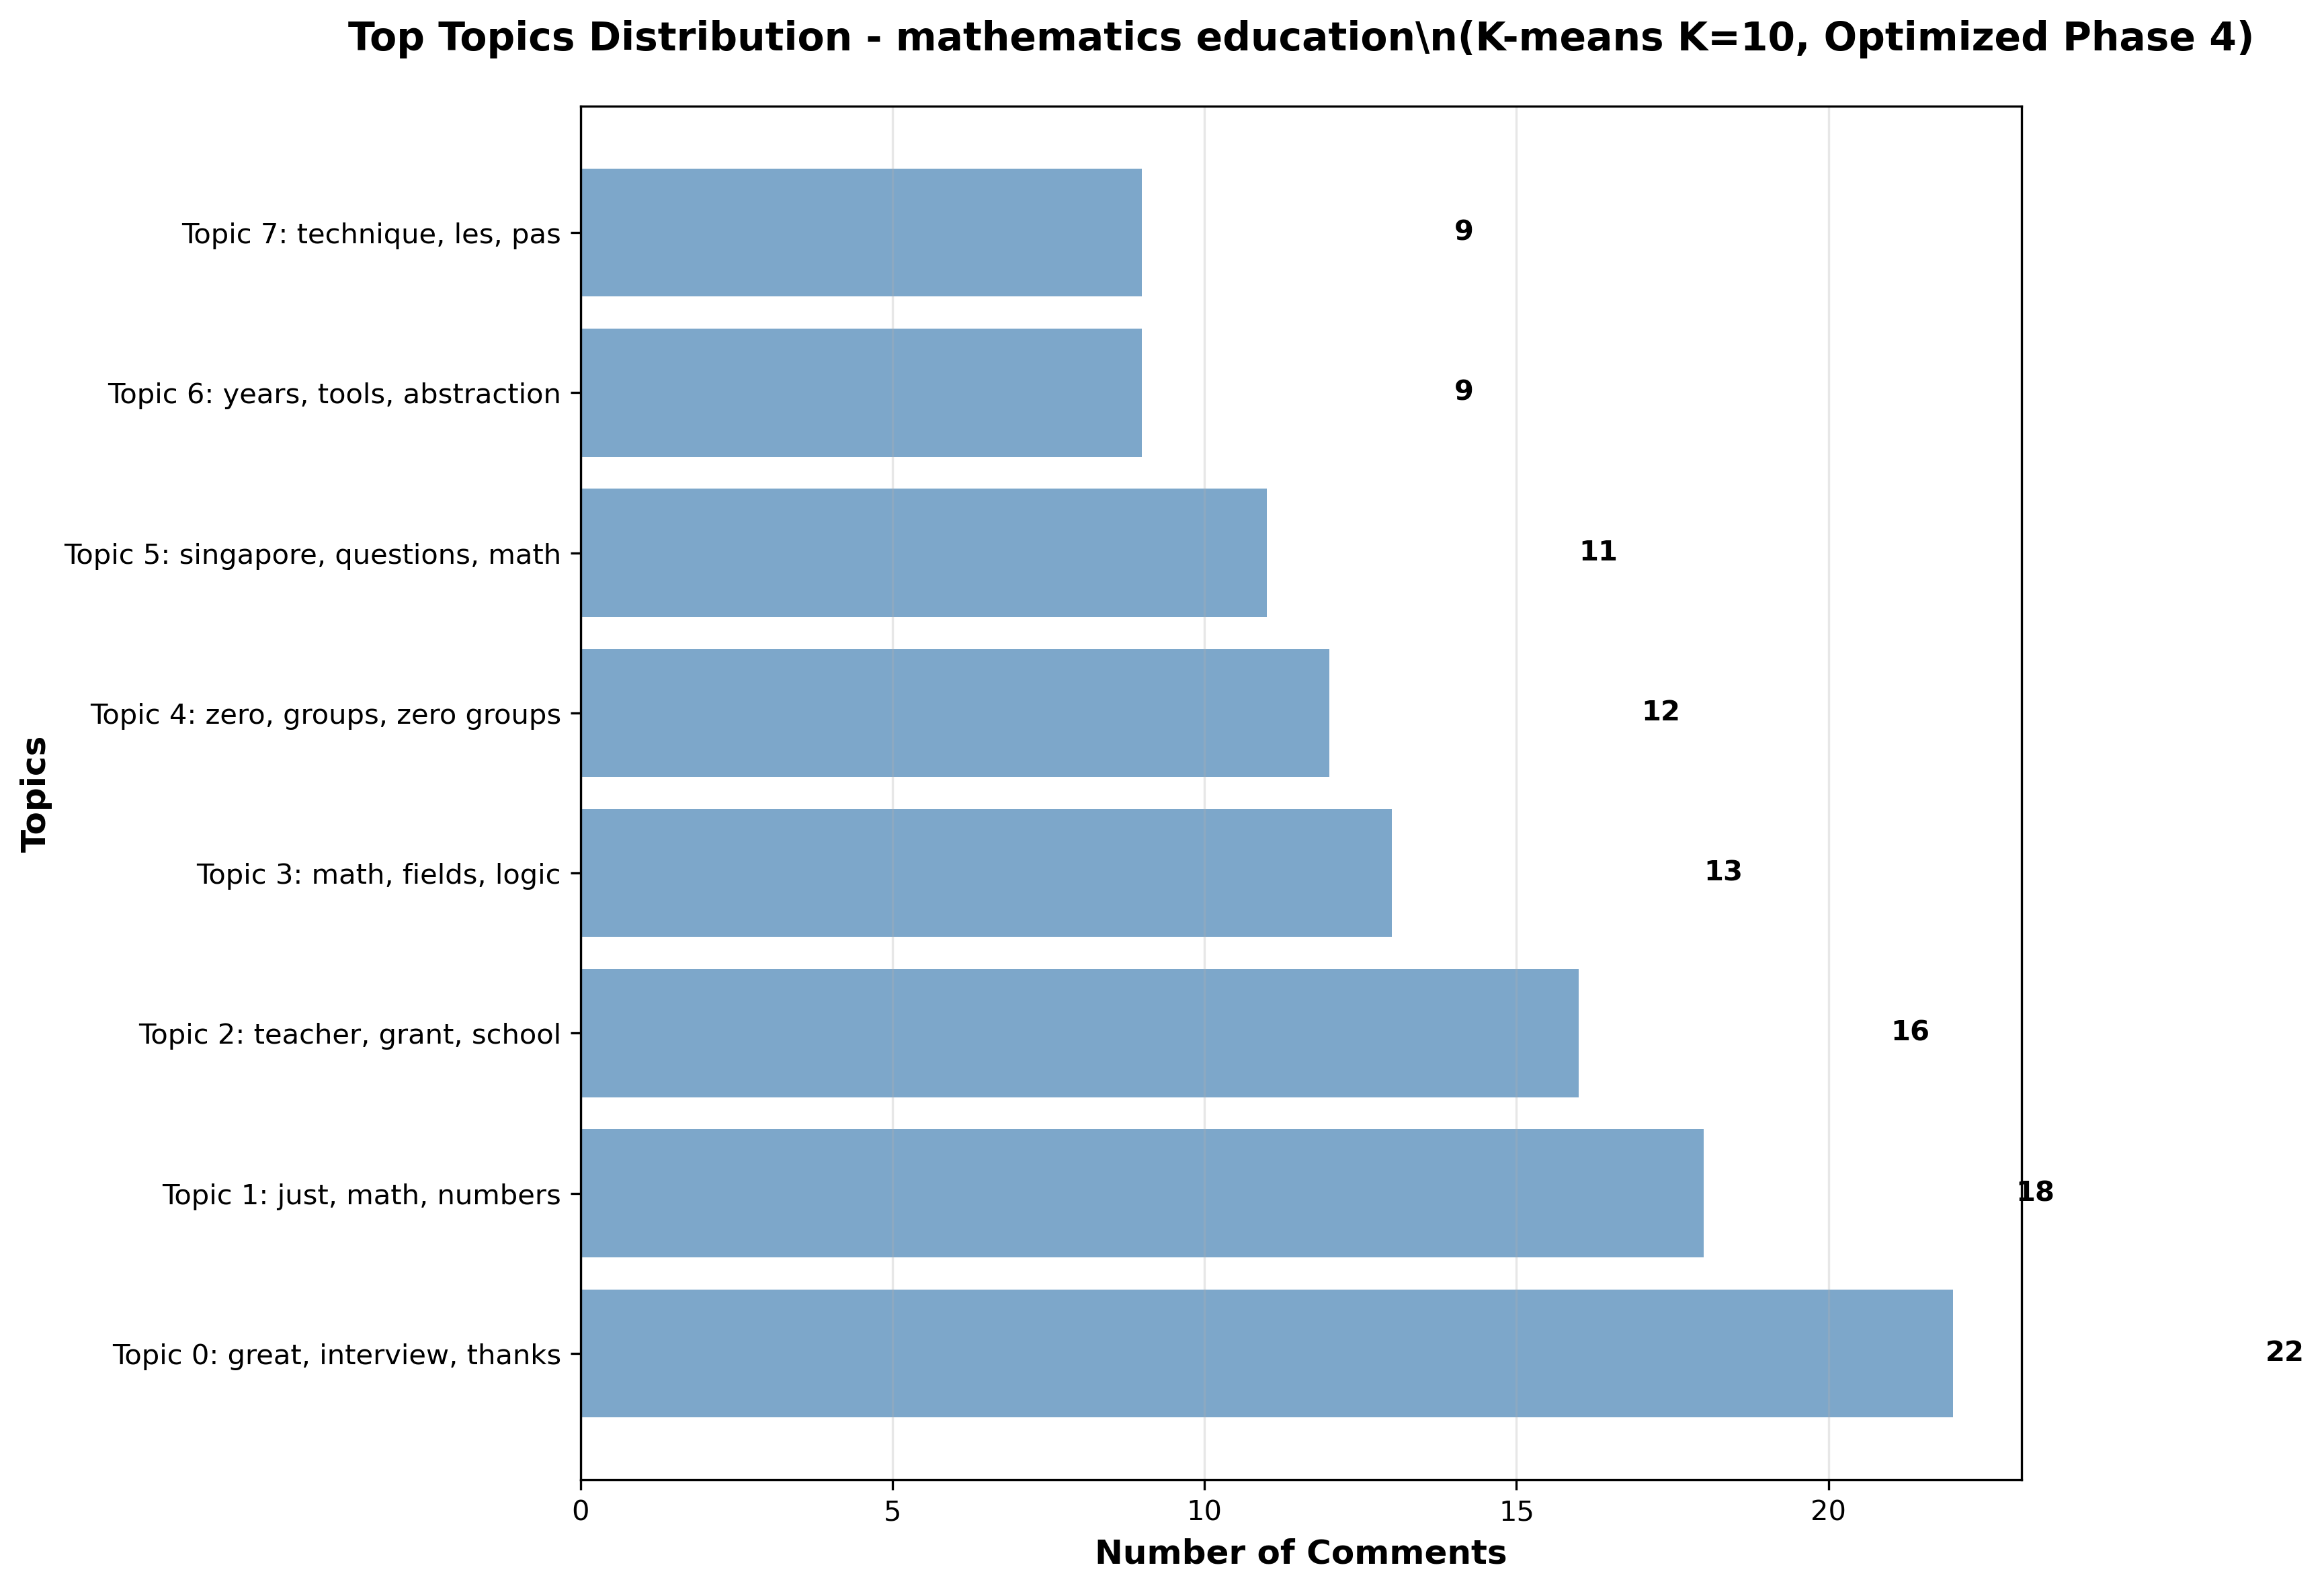 Top Topics Distribution - mathematics education\n(K-means K=10, Optimized Phase 4)
Topic 7: technique, les, pas
9
Topic 6: years, tools, abstraction
9
Topic 5: singapore, questions, math
11
Topic 4: zero, groups, zero groups
12
Topic 3: math, fields, logic
13
Topic 2: teacher, grant, school
16
Topic 1: just, math, numbers
18
Topic 0: great, interview, thanks
22
Topics
0 5 10 15 20
Number of Comments